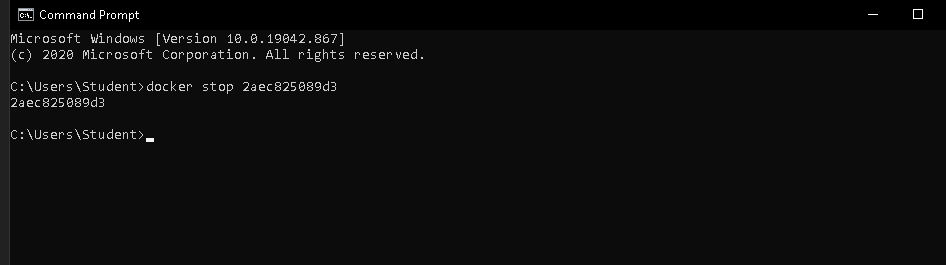 Command Prompt
Microsoft Windows [Version 10.0.19042.867]
(c) 2020 Microsoft Corporation. All rights reserved.
C:\Users\Student>docker stop 2aec825089d3
2aec825089d3
C:\Users\Student>